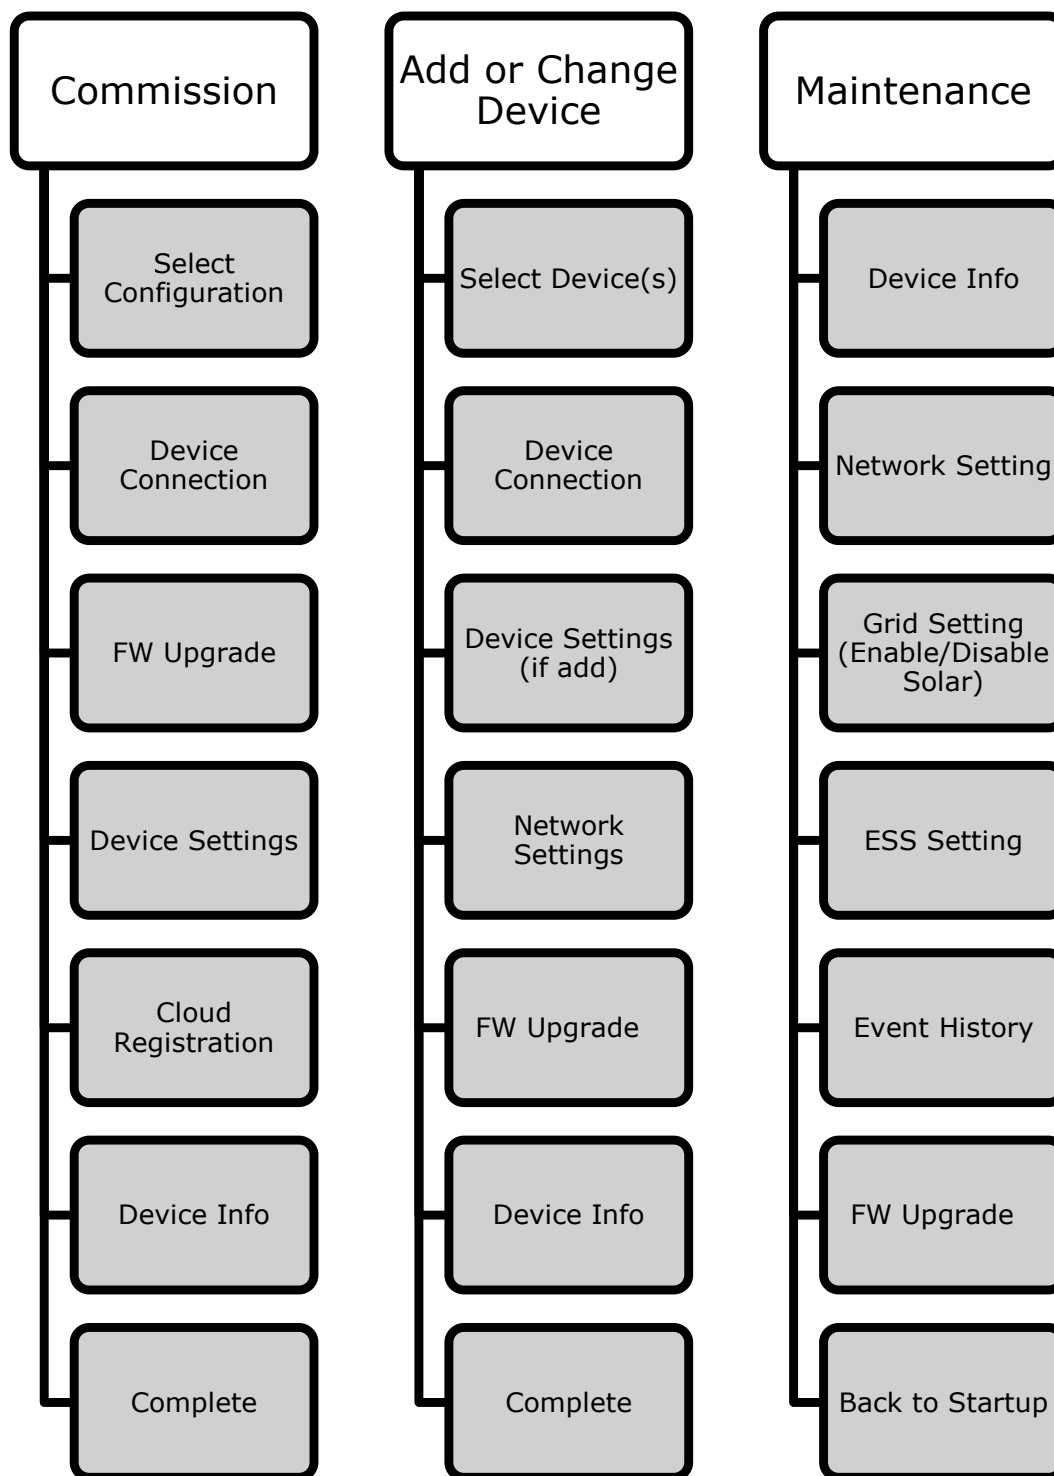 Commission
Select
Configuration
Device
Connection
FW Upgrade
Device Settings
Cloud
Registration
Device Info
Complete
Add or Change
Device
Select Device(s)
Device
Connection
Device Settings
(if add)
Network
Settings
FW Upgrade
Device Info
Complete
Maintenance
Device Info
Network Setting
Grid Setting
(Enable/Disable
Solar)
ESS Setting
Event History
FW Upgrade
Back to Startup